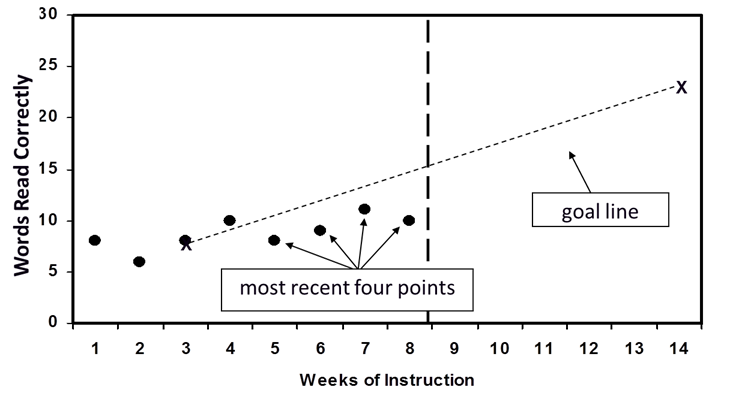 30
25
20
15
10
5
0
Words Read Correctly
X
X
goal line
most recent four points
1 2 3 4 5 6 7 8 9 10 11 12 13 14
Weeks of Instruction